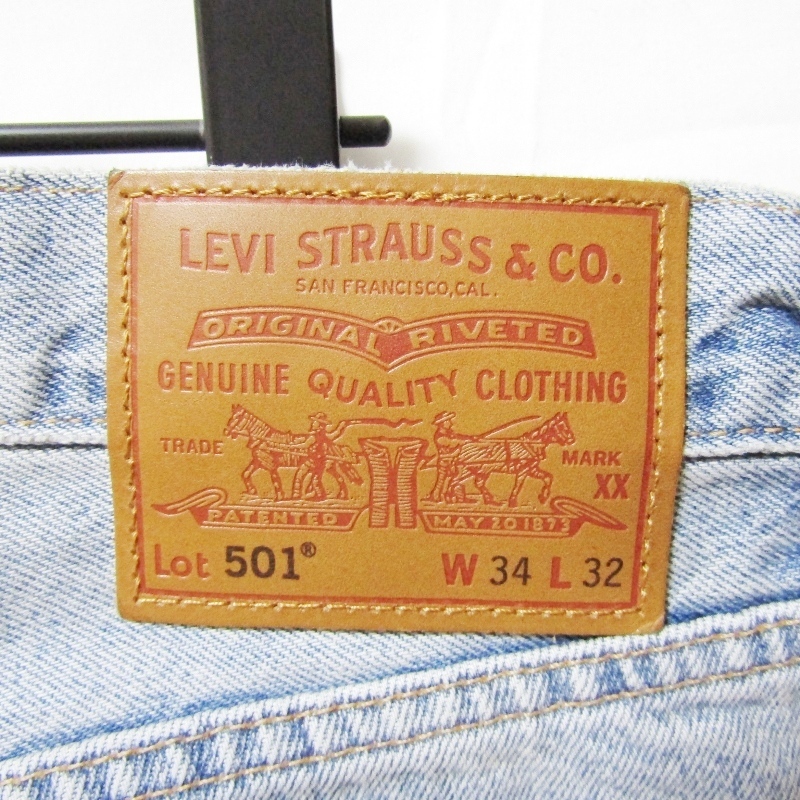 LEVI STRAUSS & CO.
SAN FRANCISCO, CAL.
ORIGINAL RIVETED
GENUINE QUALITY CLOTHING
TRADE MARK
XX
PATENTED MAY 20 1873
Lot 501® W 34 L 32